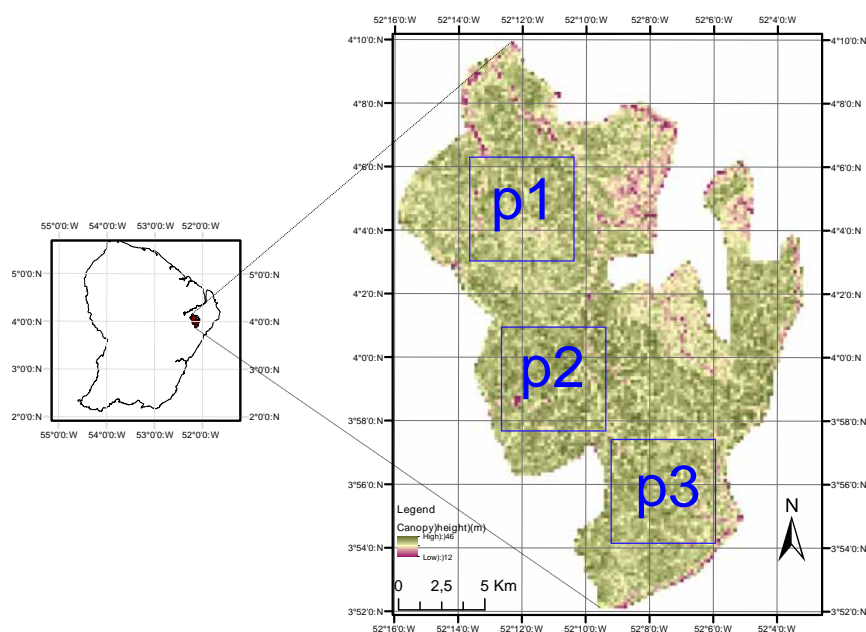 52°16'0:W 52°14'0:W 52°12'0:W 52°10'0:W 52°8'0:W 52°6'0:W 52°4'0:W
4°10'0:N 4°10'0:N
4°8'0:N 4°8'0:N
4°6'0:N 4°6'0:N
p1
55°0'0:W 54°0'0:W 53°0'0:W 52°0'0:W
4°4'0:N 4°4'0:N
5°0'0:N 5°0'0:N
4°2'0:N 4°2'0:N
4°0'0:N 4°0'0:N
4°0'0:N 4°0'0:N
p2
3°0'0:N 3°0'0:N
2°0'0:N 2°0'0:N
3°58'0:N 3°58'0:N
55°0'0:W 54°0'0:W 53°0'0:W 52°0'0:W
p3
3°56'0:N 3°56'0:N
Legend
N
Canopy)height)(m)
High):)46
Low):)12
3°54'0:N 3°54'0:N
0 2,5 5 Km
3°52'0:N 3°52'0:N
52°16'0:W 52°14'0:W 52°12'0:W 52°10'0:W 52°8'0:W 52°6'0:W 52°4'0:W